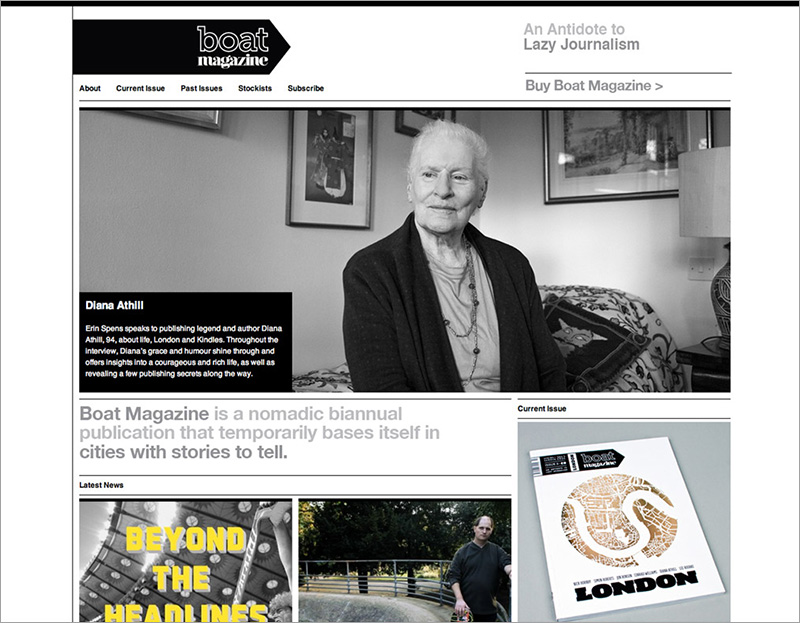 boat
magazine
An Antidote to
Lazy Journalism
Buy Boat Magazine >
About Current Issue Past Issues Stockists Subscribe
Diana Athill
Erin Spens speaks to publishing legend and author Diana
Athill, 94, about life, London and Kindles. Throughout the
interview, Diana's grace and humour shine through and
offers insights into a courageous and rich life, as well as
revealing a few publishing secrets along the way.
Boat Magazine is a nomadic biannual
publication that temporarily bases itself in
cities with stories to tell.
Current Issue
Latest News
BEYOND
THE
HEADLINES
boat
magazine
LONDON